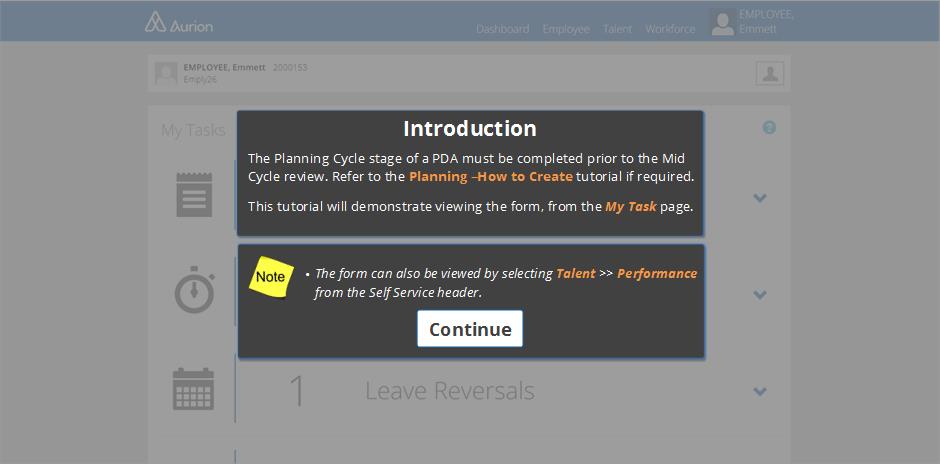 Aurion
Dashboard Employee Talent Workforce
EMPLOYEE,
Emmett
EMPLOYEE, Emmett 2000153
Emply26
My Tasks
?
Introduction
The Planning Cycle stage of a PDA must be completed prior to the Mid
Cycle review. Refer to the Planning –How to Create tutorial if required.
This tutorial will demonstrate viewing the form, from the My Task page.
Note
• The form can also be viewed by selecting Talent >> Performance
from the Self Service header.
Continue
1 Leave Reversals